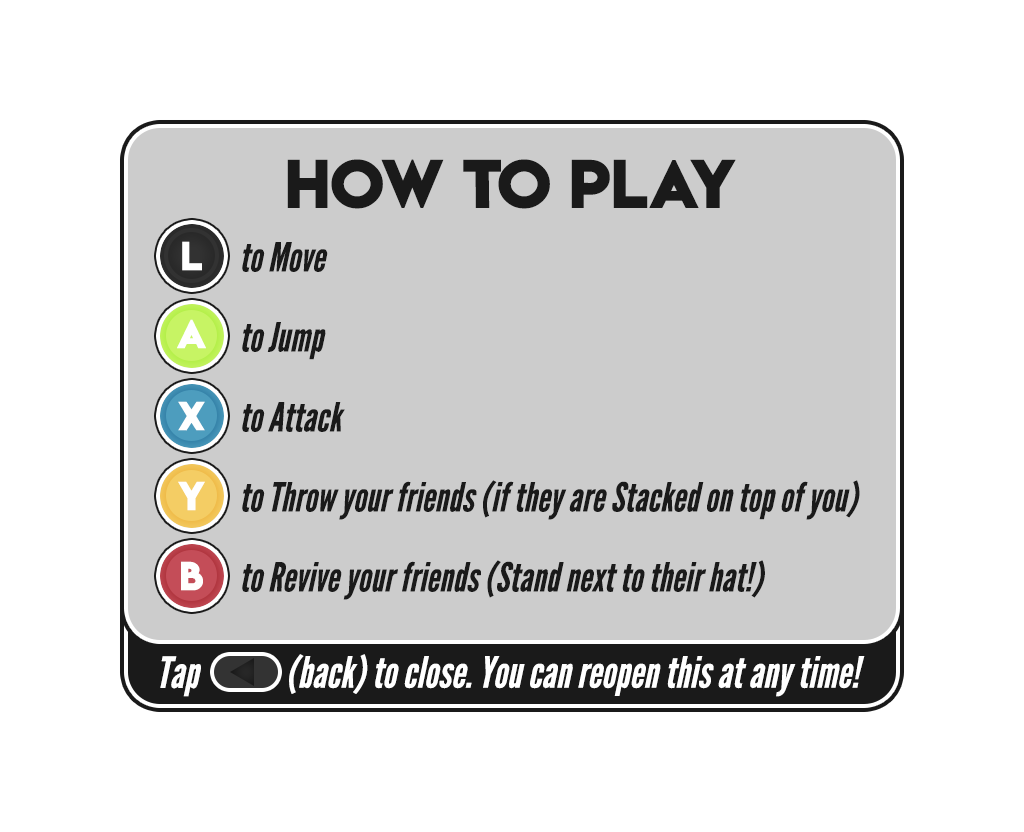 HOW TO PLAY
L to Move
A to Jump
X to Attack
Y to Throw your friends (if they are Stacked on top of you)
B to Revive your friends (Stand next to their hat!)
Tap (back) to close. You can reopen this at any time!